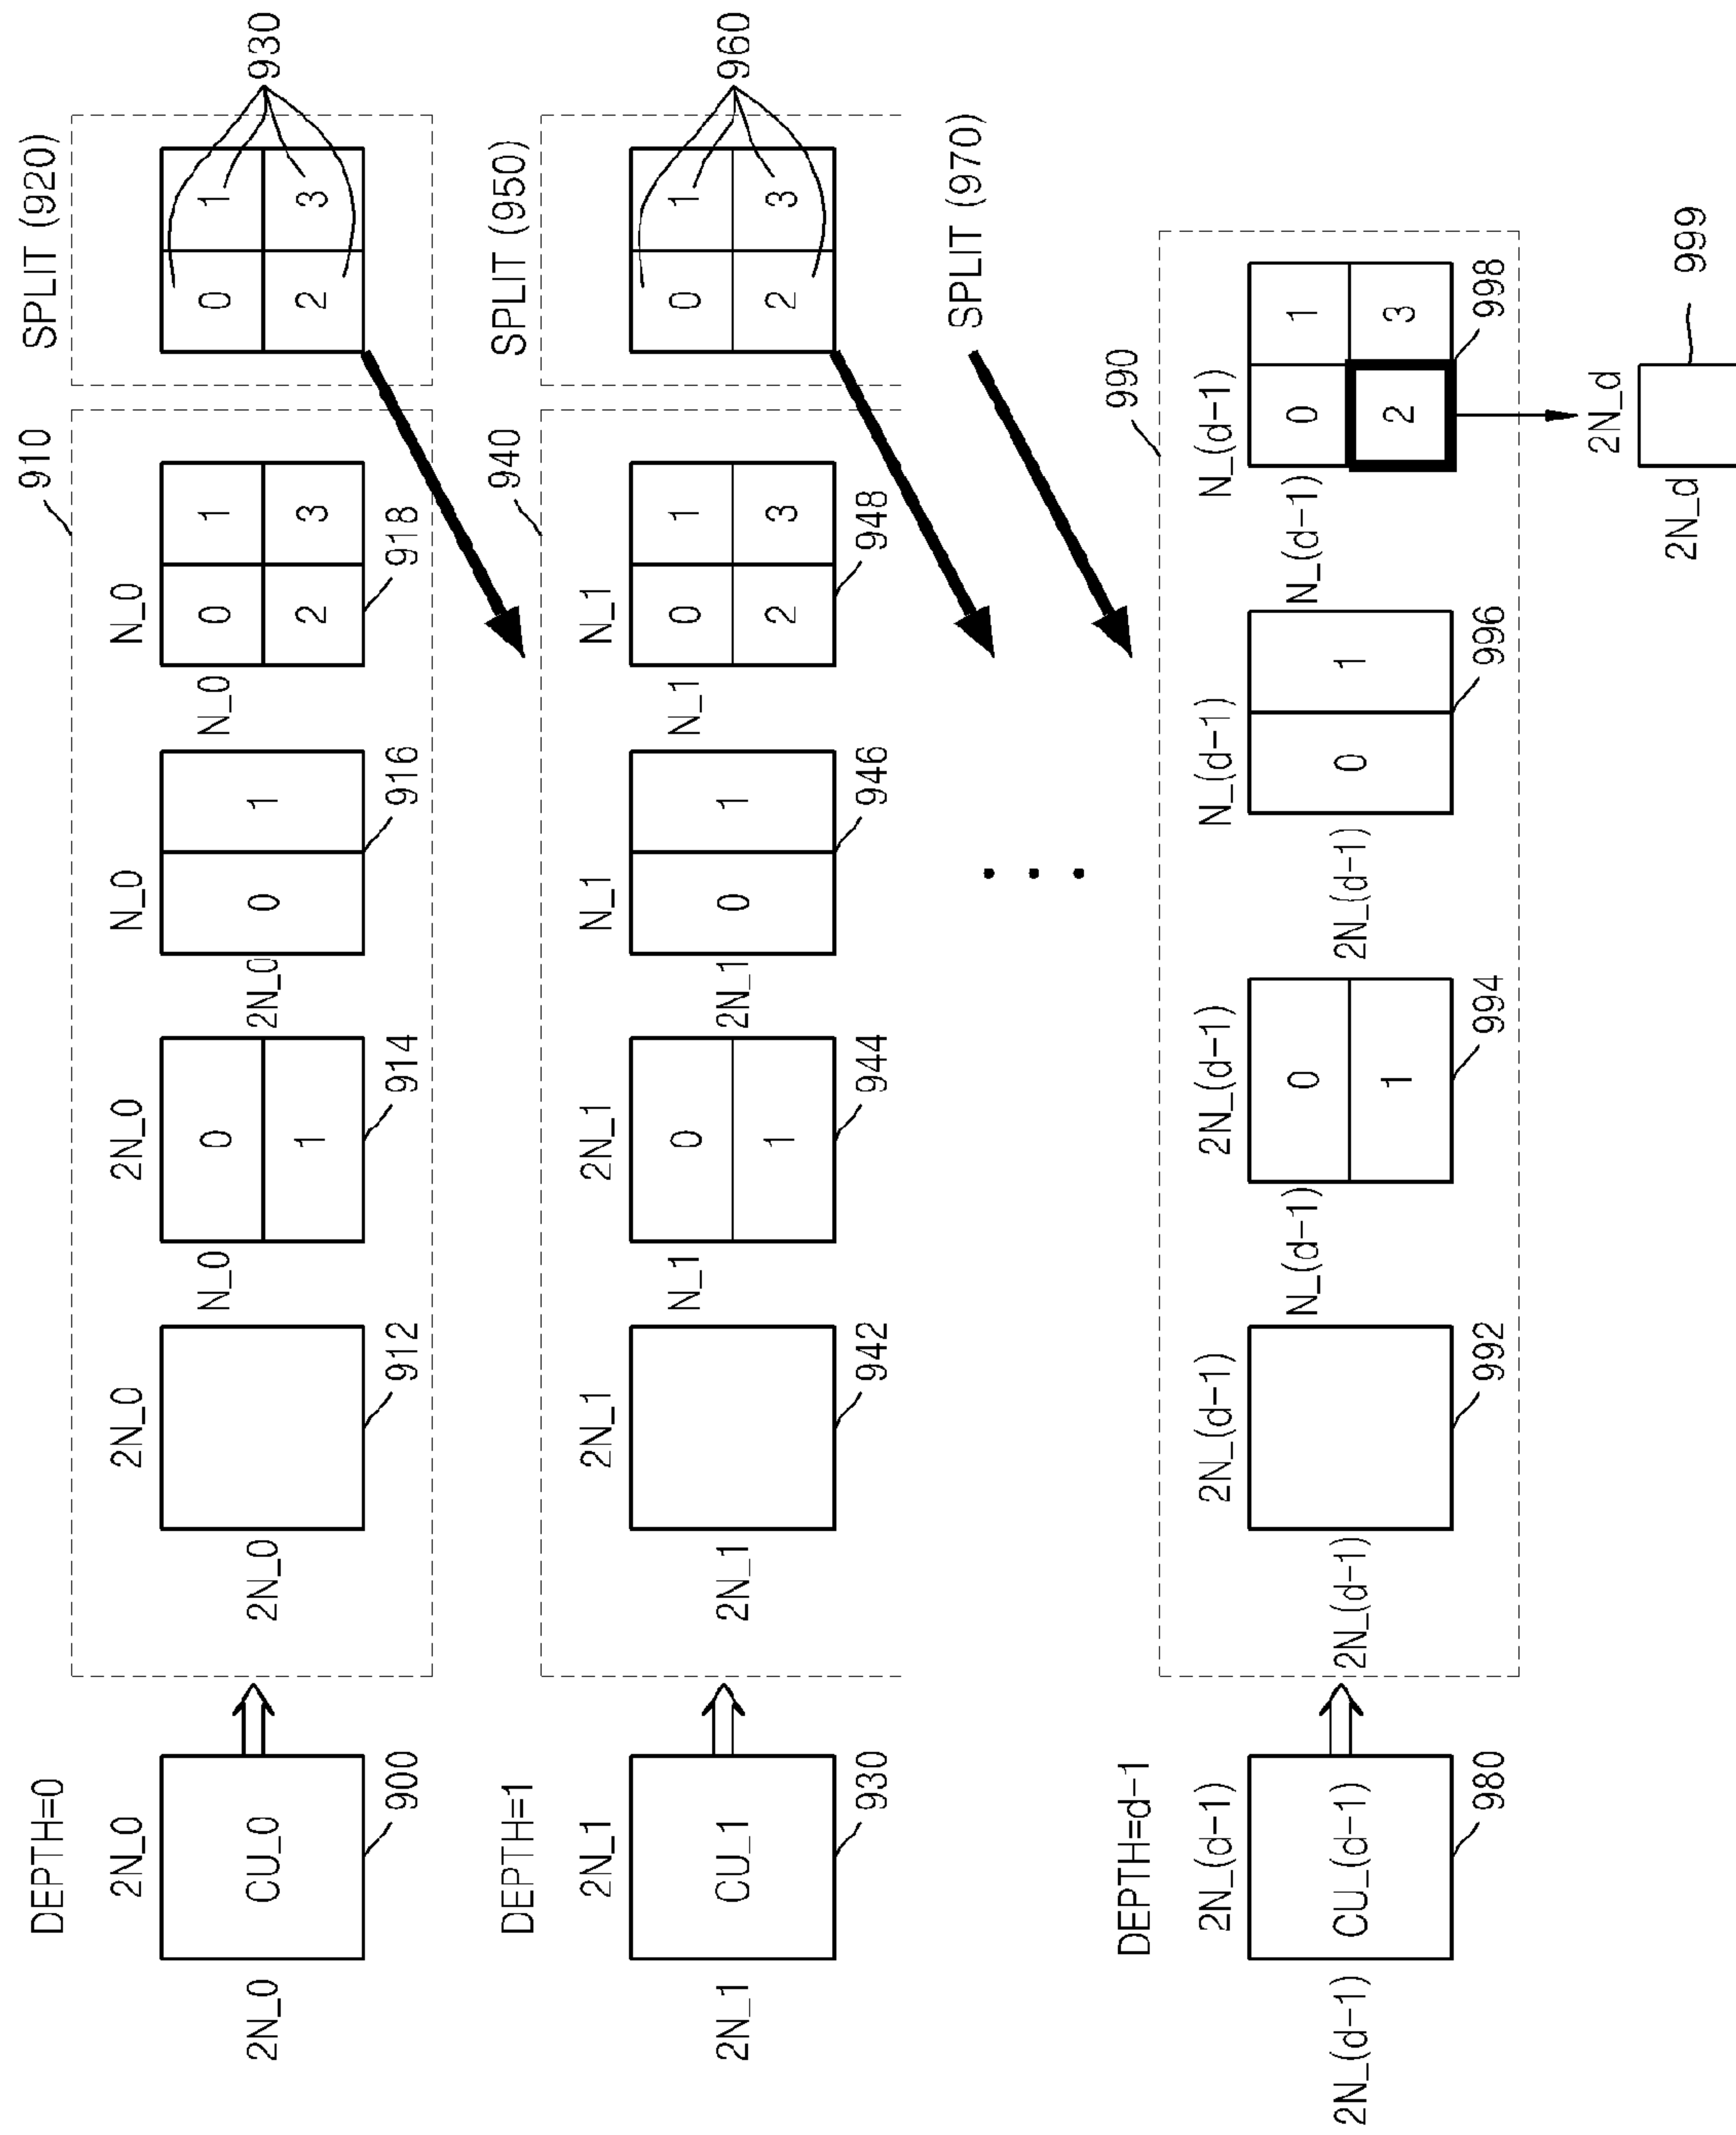 DEPTH=0
2N_0
2N_0
CU_0
900
910
2N_0
2N_0
912
2N_0
N_0
0
1
914
N_0
2N_0
0
1
916
N_0
N_0
0
1
2
3
918
SPLIT (920)
0
1
2
3
930
DEPTH=1
2N_1
2N_1
CU_1
930
940
2N_1
2N_1
942
2N_1
N_1
0
1
944
N_1
2N_1
0
1
946
N_1
N_1
0
1
2
3
948
SPLIT (950)
0
1
2
3
960
SPLIT (970)
DEPTH=d-1
2N_(d-1)
2N_(d-1)
CU_(d-1)
980
990
2N_(d-1)
2N_(d-1)
992
2N_(d-1)
N_(d-1)
0
1
994
N_(d-1)
2N_(d-1)
0
1
996
N_(d-1)
N_(d-1)
0
1
2
3
998
2N_d
2N_d
999